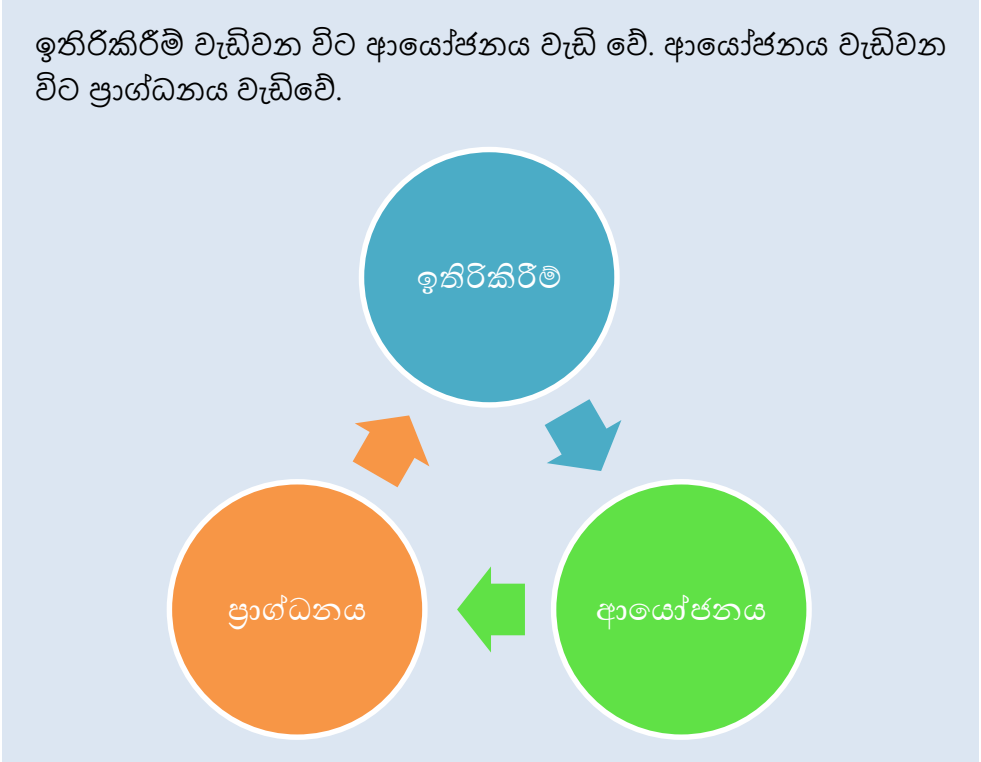 ඉතිරිකිරීම් වැඩිවන විට ආයෝජනය වැඩි වේ. ආයෝජනය වැඩිවන
විට ප්‍රාග්ධනය වැඩිවේ.
ඉතිරිකිරීම්
ප්‍රාග්ධනය
ආයෝජනය